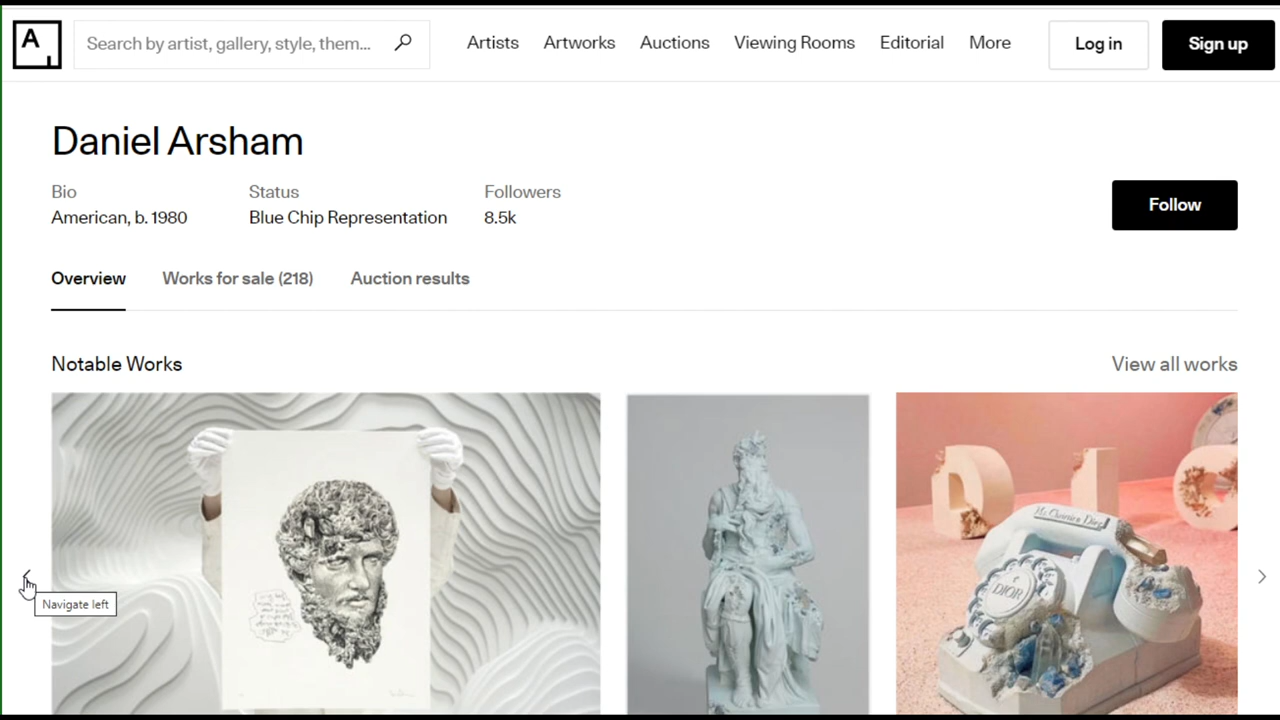 A
Search by artist, gallery, style, them...
Artists
Artworks
Auctions
Viewing Rooms
Editorial
More
Log in
Sign up
Daniel Arsham
Bio
Status
Followers
American, b. 1980
Blue Chip Representation
8.5k
Follow
Overview
Works for sale (218)
Auction results
Notable Works
View all works
DIO
DIOR
Navigate left